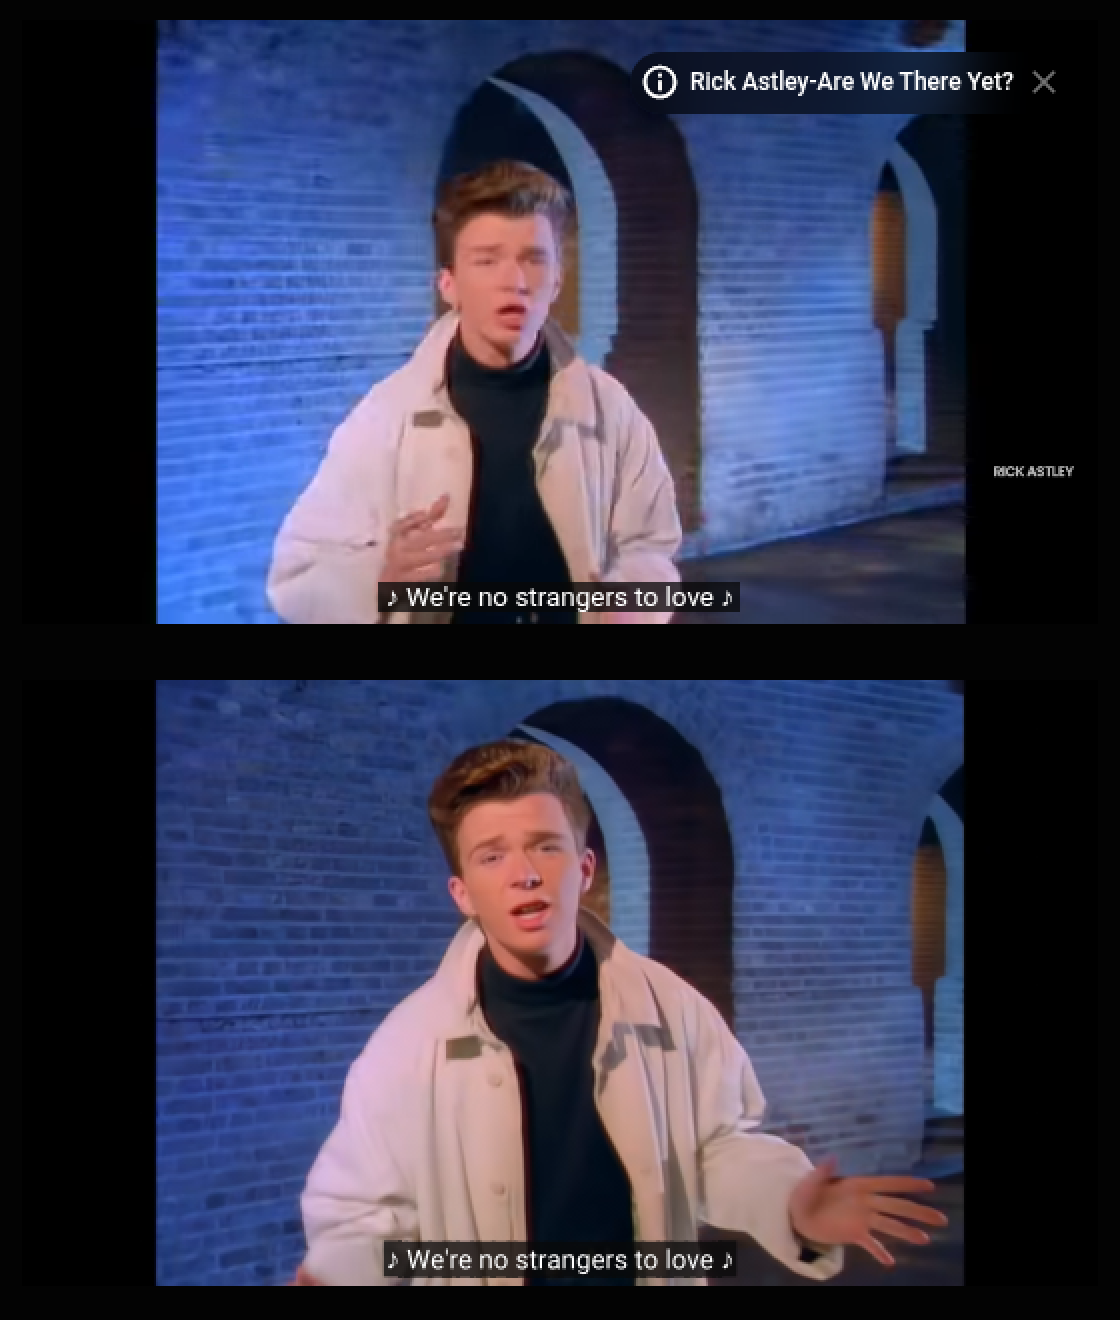 Rick Astley-Are We There Yet?
RICK ASTLEY
♪ We're no strangers to love ♪
♪ We're no strangers to love ♪